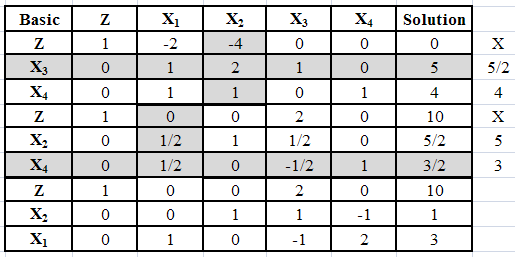 Basic Z X₁ X₂ X₃ X₄ Solution
Z 1 -2 -4 0 0 0 X
X₃ 0 1 2 1 0 5 5/2
X₄ 0 1 1 0 1 4 4
Z 1 0 0 2 0 10 X
X₂ 0 1/2 1 1/2 0 5/2 5
X₄ 0 1/2 0 -1/2 1 3/2 3
Z 1 0 0 2 0 10
X₂ 0 0 1 1 -1 1
X₁ 0 1 0 -1 2 3